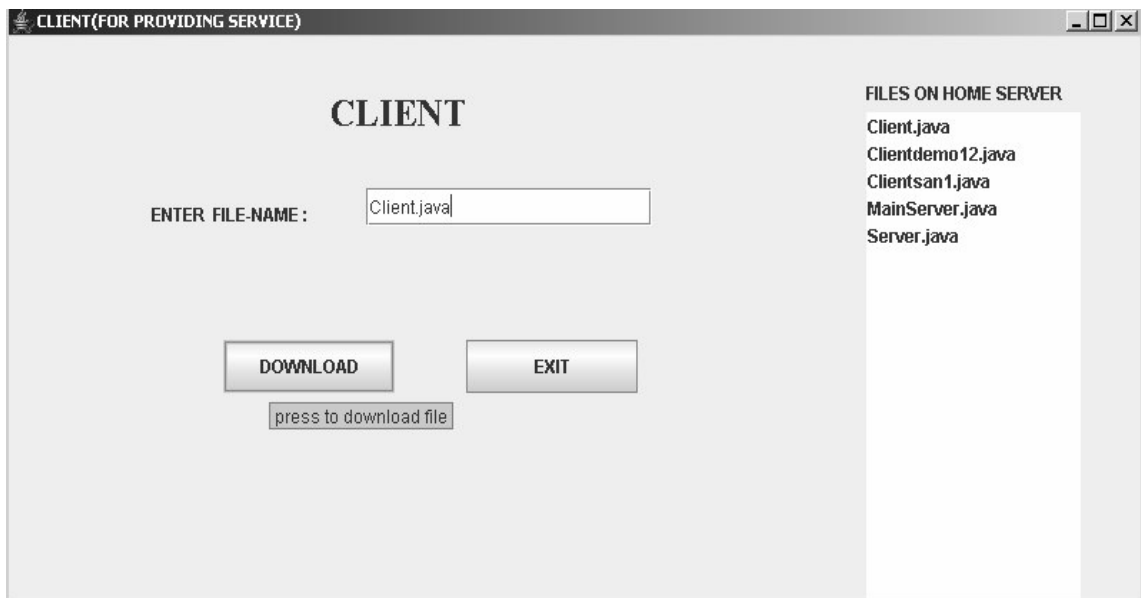 CLIENT(FOR PROVIDING SERVICE)
CLIENT
ENTER FILE-NAME :
Client.java
DOWNLOAD
EXIT
press to download file
FILES ON HOME SERVER
Client.java
Clientdemo12.java
Clientsan1.java
MainServer.java
Server.java